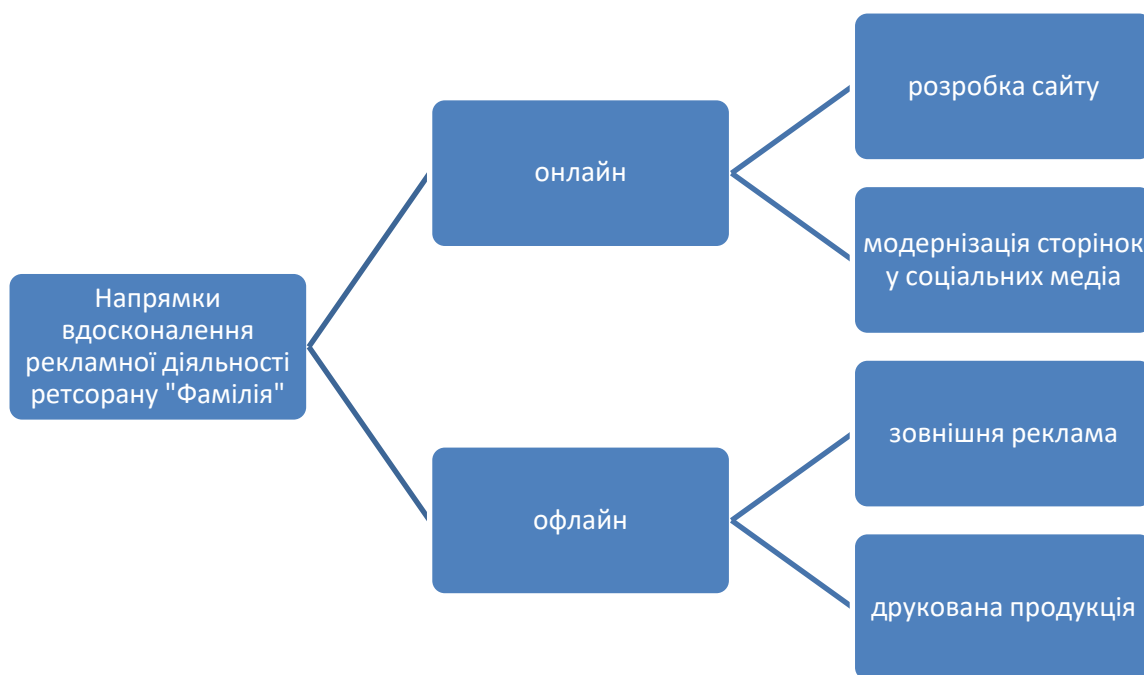 Напрямки
вдосконалення
рекламної діяльності
ретсорану "Фамілія"
онлайн
розробка сайту
модернізація сторінок
у соціальних медіа
офлайн
зовнішня реклама
друкована продукція